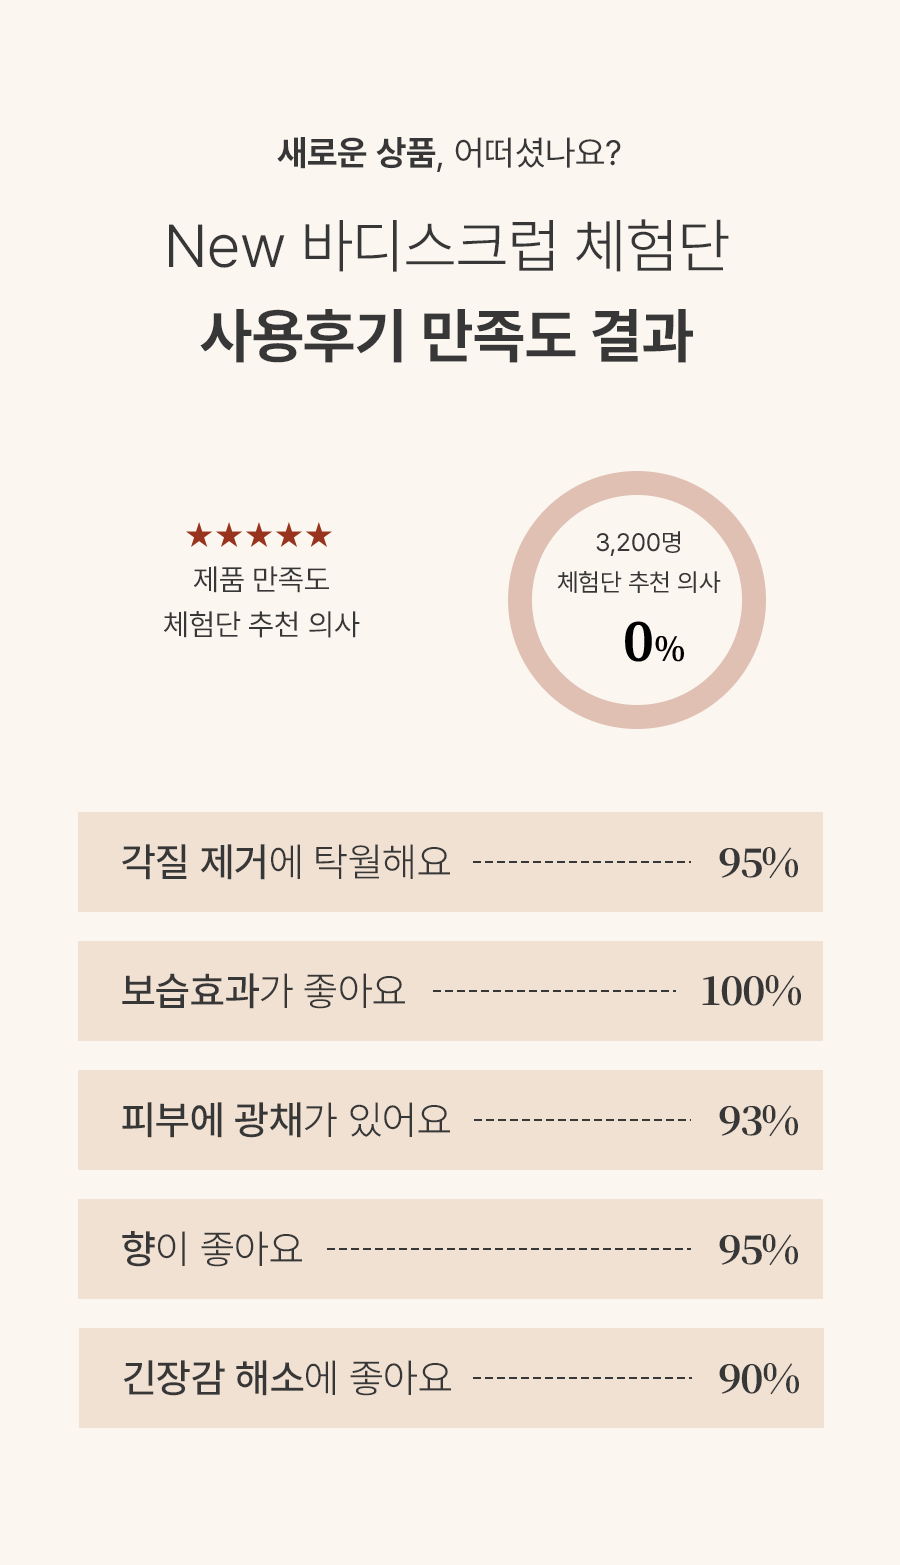 새로운 상품, 어떠셨나요?
New 바디스크럽 체험단
사용후기 만족도 결과
★★★★★
제품 만족도
체험단 추천 의사
3,200명
체험단 추천 의사
0%
각질 제거에 탁월해요 95%
보습효과가 좋아요 100%
피부에 광채가 있어요 93%
향이 좋아요 95%
긴장감 해소에 좋아요 90%